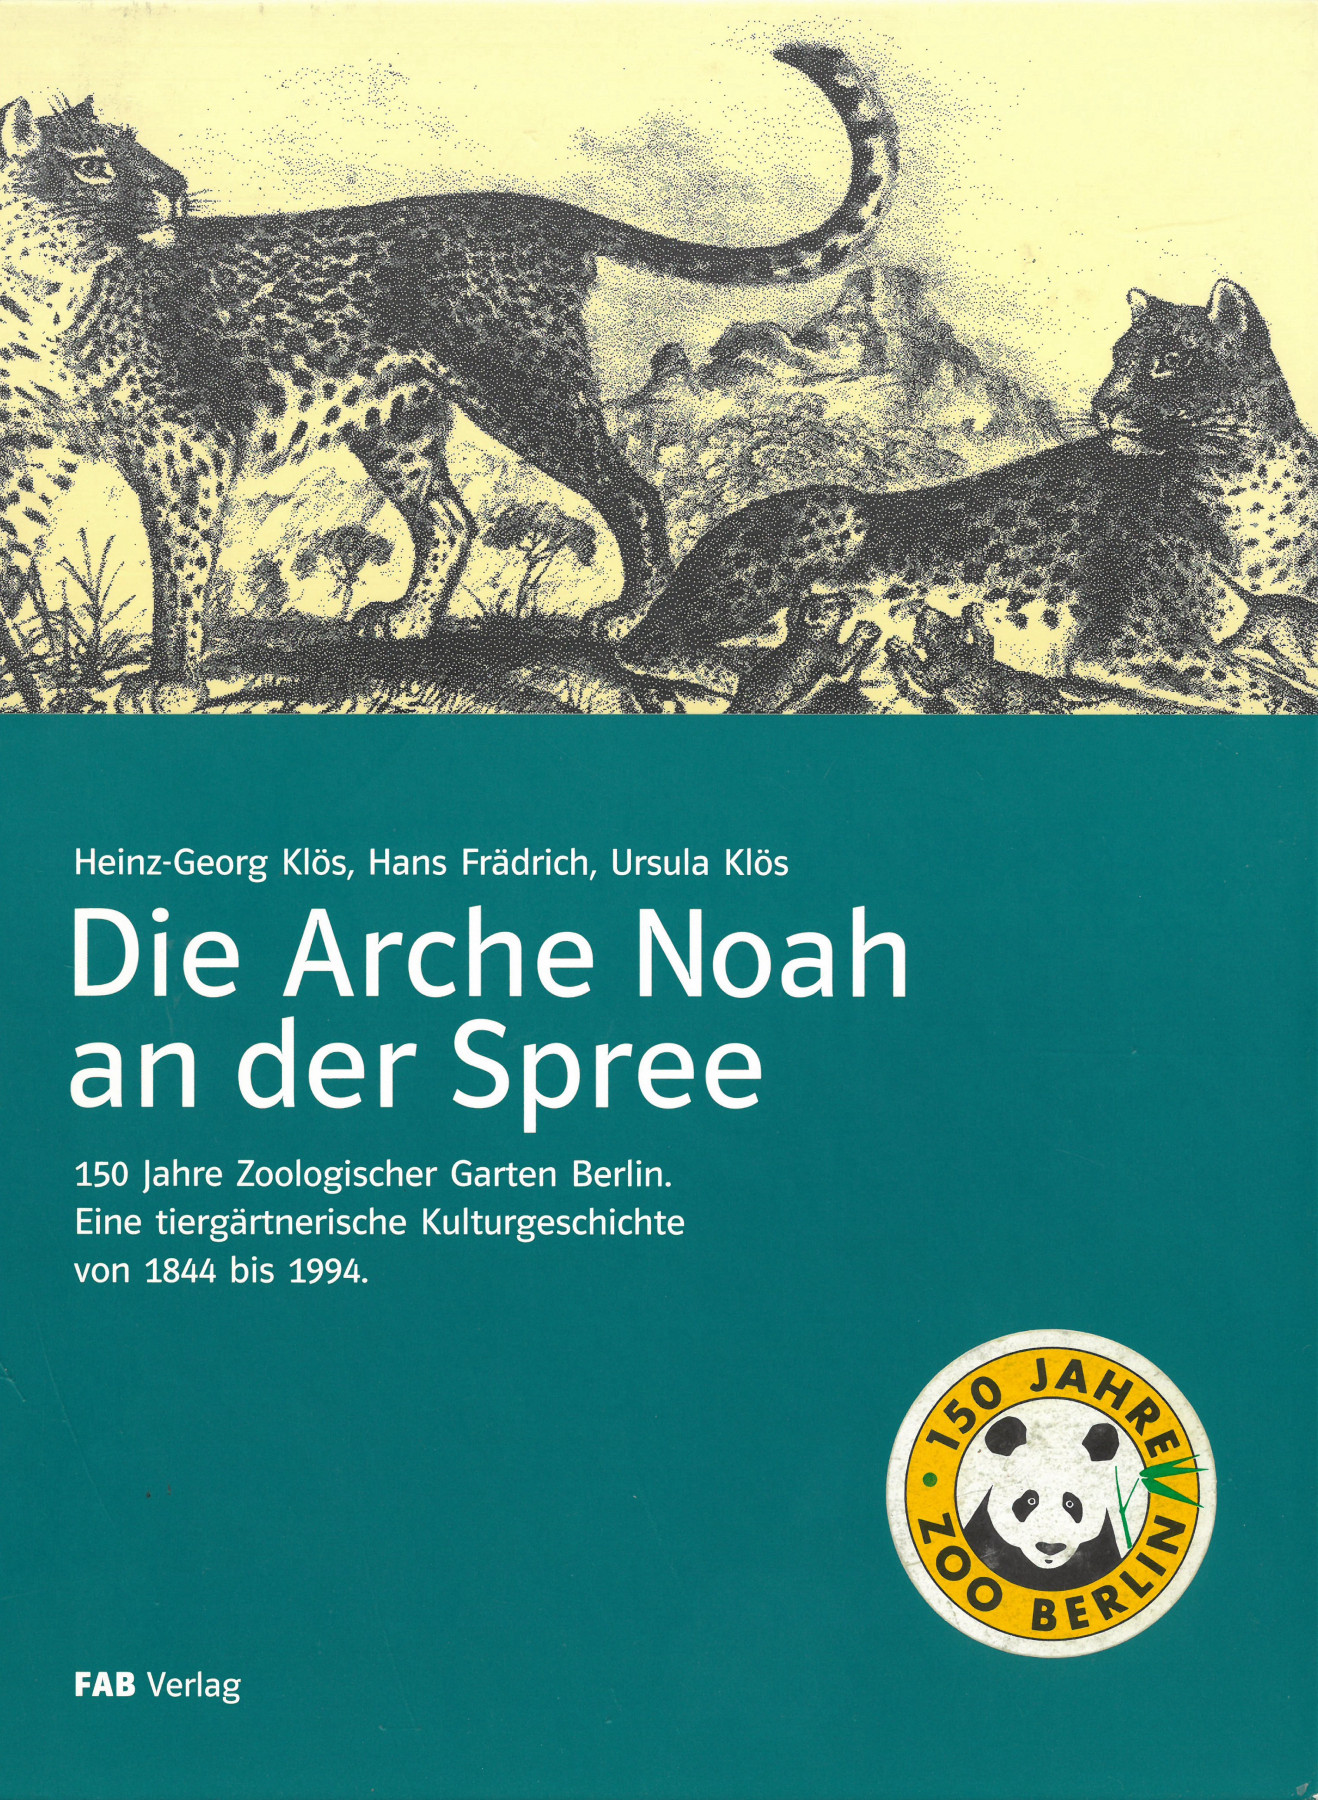 Heinz-Georg Klös, Hans Frädrich, Ursula Klös
Die Arche Noah
an der Spree
150 Jahre Zoologischer Garten Berlin.
Eine tiergärtnerische Kulturgeschichte
von 1844 bis 1994.
150 JAHRE
ZOO BERLIN
FAB Verlag